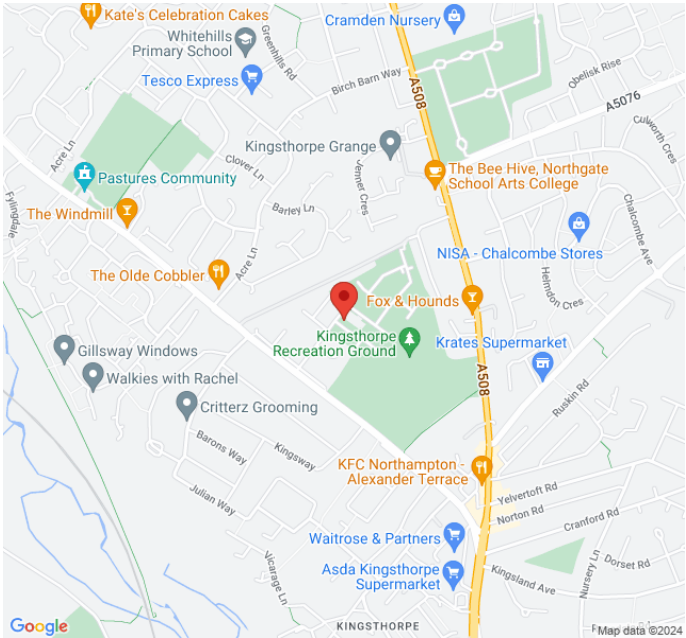 Kate's Celebration Cakes
Cramden Nursery
Whitehills
Primary School
Greenhills Rd
Tesco Express
Birch Barn Way
A508
Obelisk Rise
A5076
Culworth Cres
Acre Ln
Clover Ln
Kingsthorpe Grange
Jenner Cres
The Bee Hive, Northgate
School Arts College
Pastures Community
Fylingdale
The Windmill
Barley Ln
Chalcombe Ave
NISA - Chalcombe Stores
Acre Ln
The Olde Cobbler
Helmdon Cres
Fox & Hounds
Kingsthorpe
Recreation Ground
Krates Supermarket
Gillsway Windows
Walkies with Rachel
A508
Ruskin Rd
Critterz Grooming
Barons Way
Kingsway
KFC Northampton -
Alexander Terrace
Julian Way
Yelvertoft Rd
Norton Rd
Cranford Rd
Waitrose & Partners
Vicarage Ln
Asda Kingsthorpe
Supermarket
Kingsland Ave
Nursery Ln
Dorset Rd
KINGSTHORPE
Google
Map data ©2024